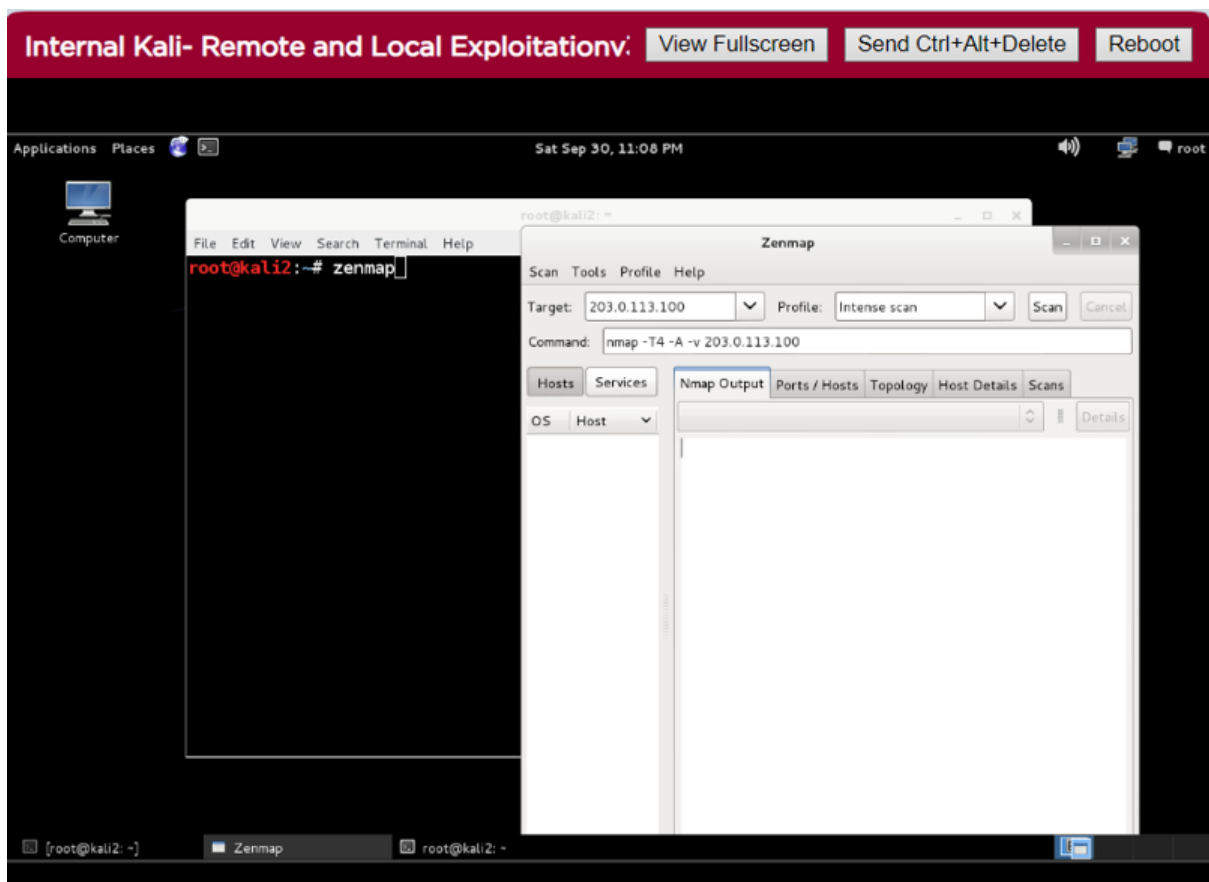 Internal Kali- Remote and Local Exploitationv
View Fullscreen
Send Ctrl+Alt+Delete
Reboot
Applications Places
Sat Sep 30, 11:08 PM
root
Computer
root@kali2: ~
File Edit View Search Terminal Help
root@kali2:~# zenmap
Zenmap
Scan Tools Profile Help
Target: 203.0.113.100 Profile: Intense scan Scan Cancel
Command: nmap -T4 -A -v 203.0.113.100
Hosts Services
Nmap Output Ports / Hosts Topology Host Details Scans
OS Host
Details
[root@kali2: ~] Zenmap root@kali2: ~